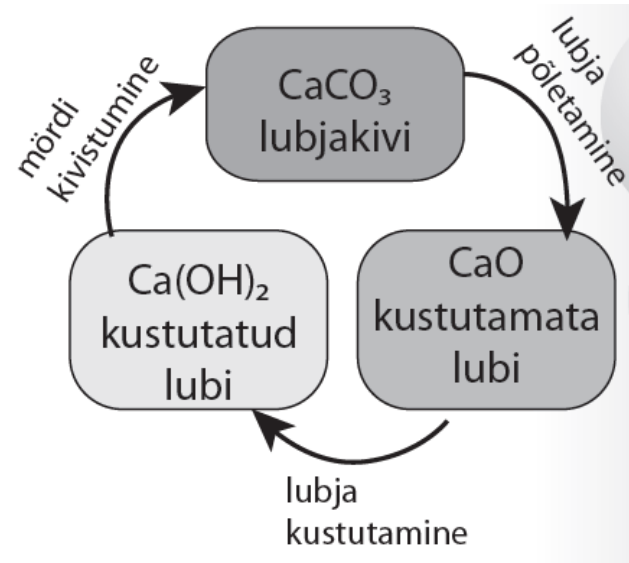 CaCO₃
lubjakivi
lubja
põletamine
CaO
kustutamata
lubi
lubja
kustutamine
Ca(OH)₂
kustutatud
lubi
mördi
kivistumine